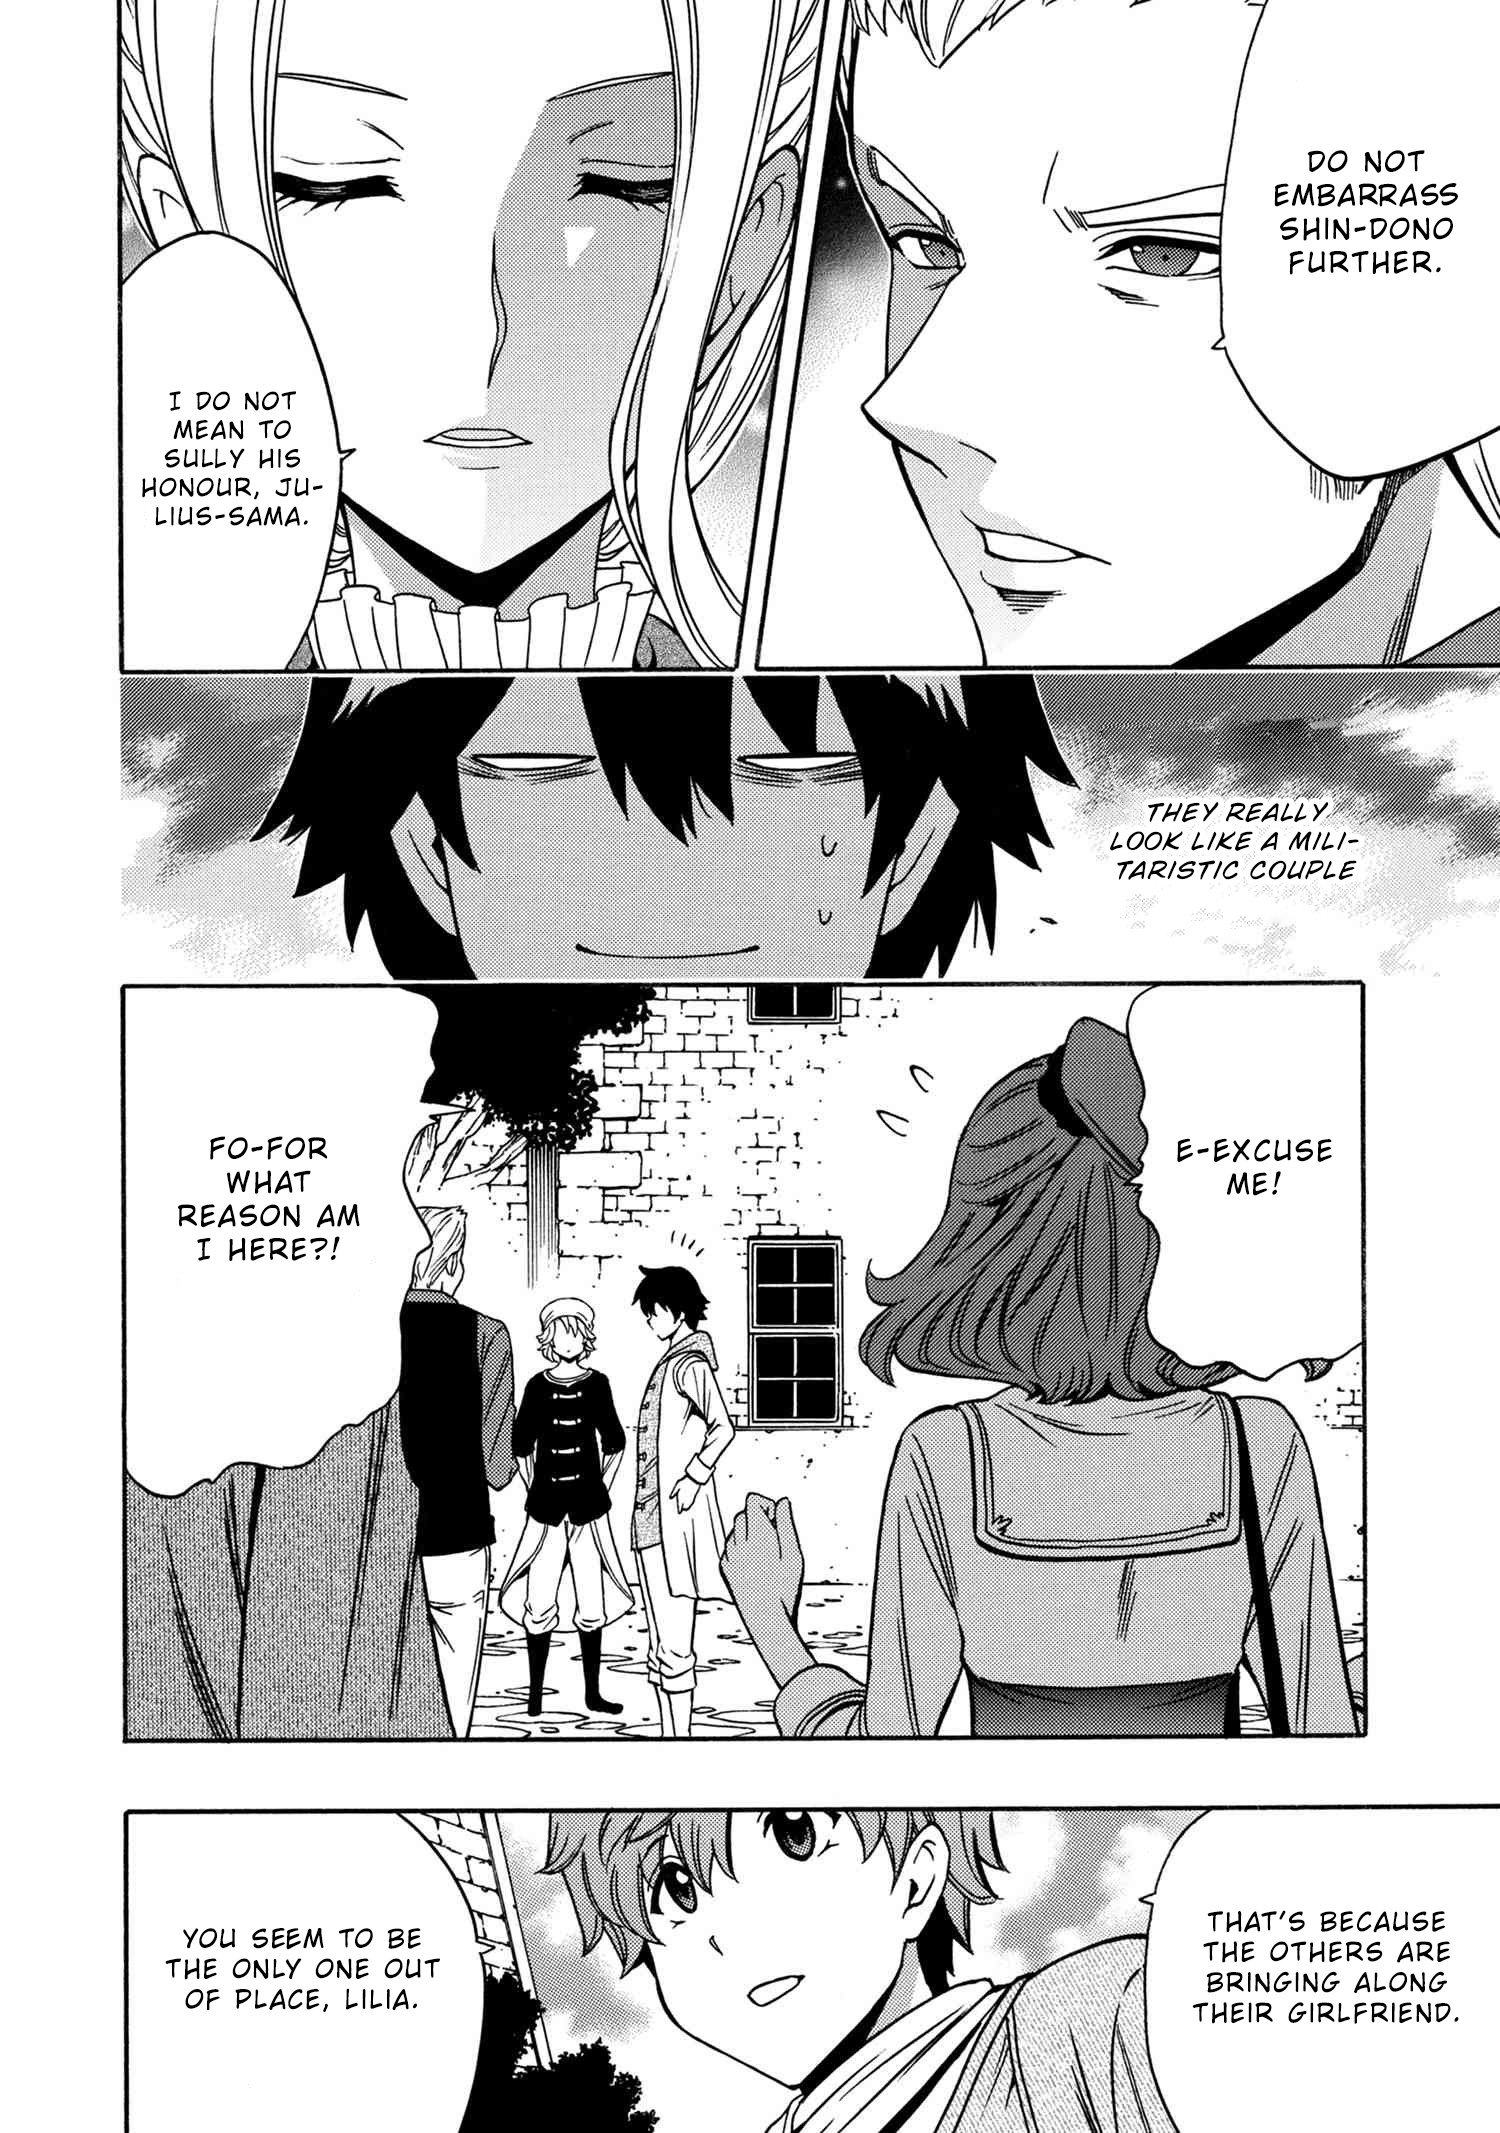 DO NOT
EMBARRASS
SHIN-DONO
FURTHER.
I DO NOT
MEAN TO
SULLY HIS
HONOUR, JU-
LIUS-SAMA.
THEY REALLY
LOOK LIKE A MILI-
TARISTIC COUPLE
E-EXCUSE
ME!
FO-FOR
WHAT
REASON AM
I HERE?!
THAT'S BECAUSE
THE OTHERS ARE
BRINGING ALONG
THEIR GIRLFRIEND.
YOU SEEM TO BE
THE ONLY ONE OUT
OF PLACE, LILIA.